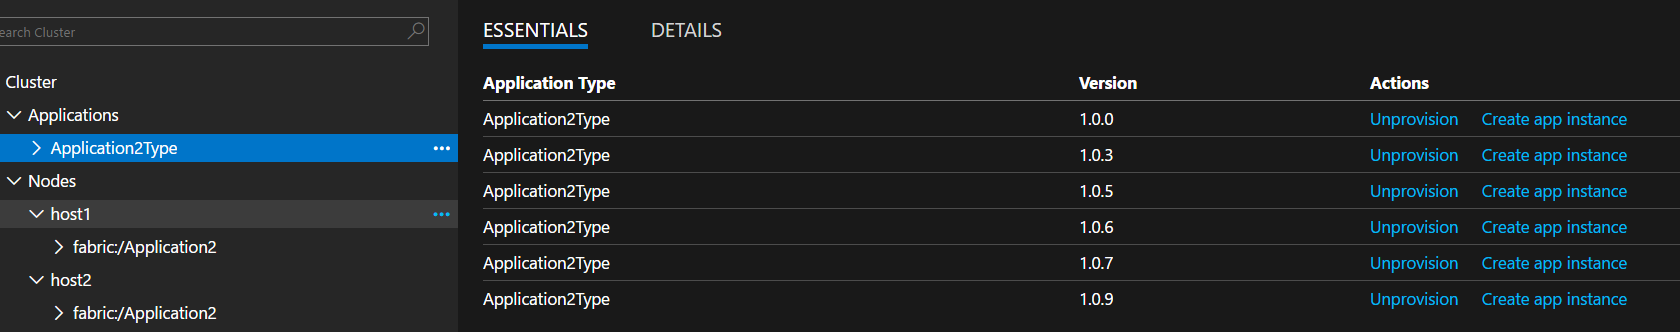 earch Cluster
Cluster
Applications
Application2Type
Nodes
host1
fabric:/Application2
host2
fabric:/Application2
ESSENTIALS DETAILS
Application Type Version Actions
Application2Type 1.0.0 Unprovision Create app instance
Application2Type 1.0.3 Unprovision Create app instance
Application2Type 1.0.5 Unprovision Create app instance
Application2Type 1.0.6 Unprovision Create app instance
Application2Type 1.0.7 Unprovision Create app instance
Application2Type 1.0.9 Unprovision Create app instance